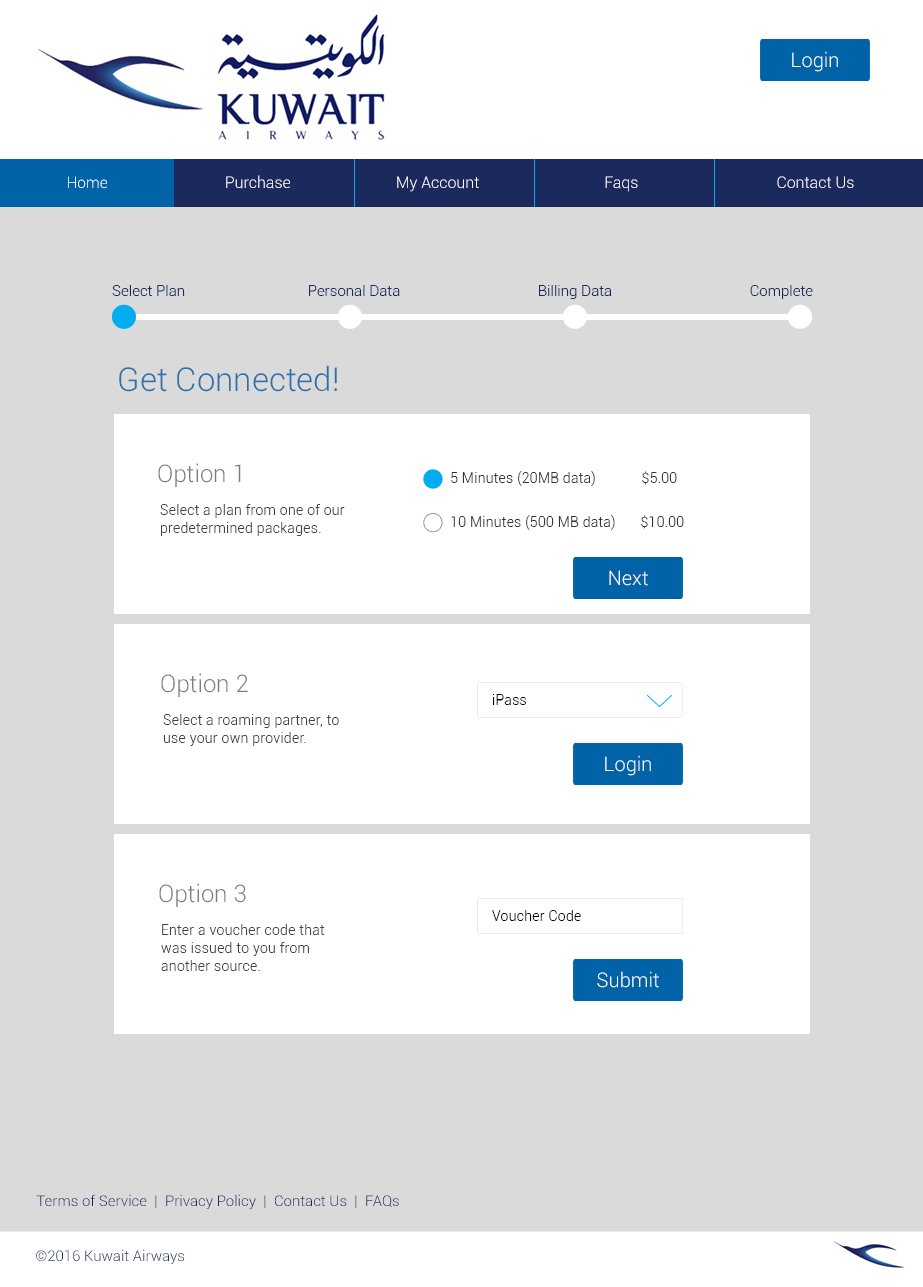 الكويتية
KUWAIT
AIRWAYS
Login
Home Purchase My Account Faqs Contact Us
Select Plan Personal Data Billing Data Complete
Get Connected!
Option 1
Select a plan from one of our
predetermined packages.
5 Minutes (20MB data) $5.00
10 Minutes (500 MB data) $10.00
Next
Option 2
Select a roaming partner, to
use your own provider.
iPass
Login
Option 3
Enter a voucher code that
was issued to you from
another source.
Voucher Code
Submit
Terms of Service | Privacy Policy | Contact Us | FAQs
©2016 Kuwait Airways